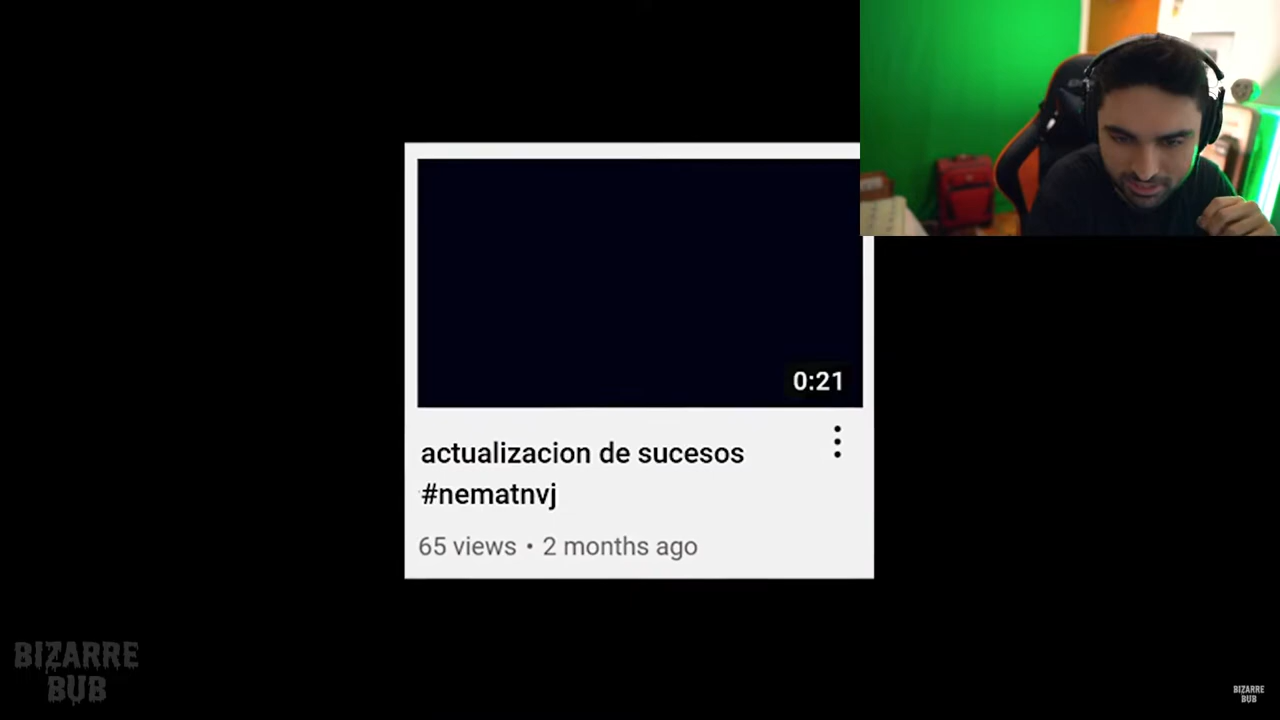 0:21
actualizacion de sucesos
#nematnvj
65 views • 2 months ago
BIZARRE
BUB
BIZARRE
BUB